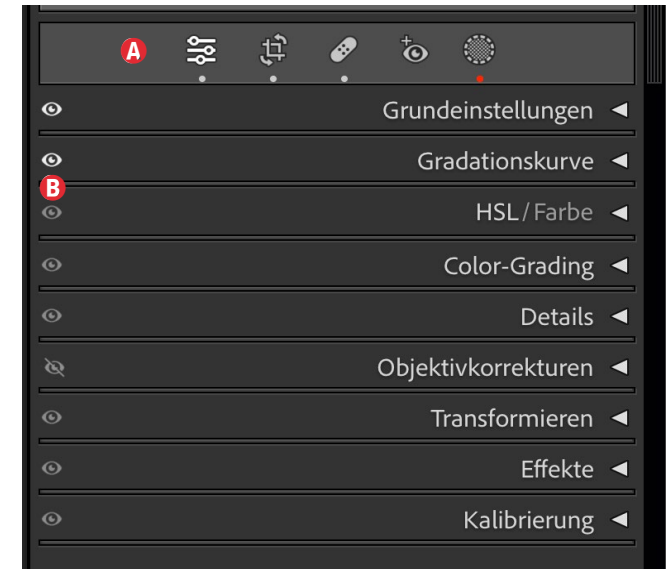 A
Grundeinstellungen
Gradationskurve
B
HSL/Farbe
Color-Grading
Details
Objektivkorrekturen
Transformieren
Effekte
Kalibrierung